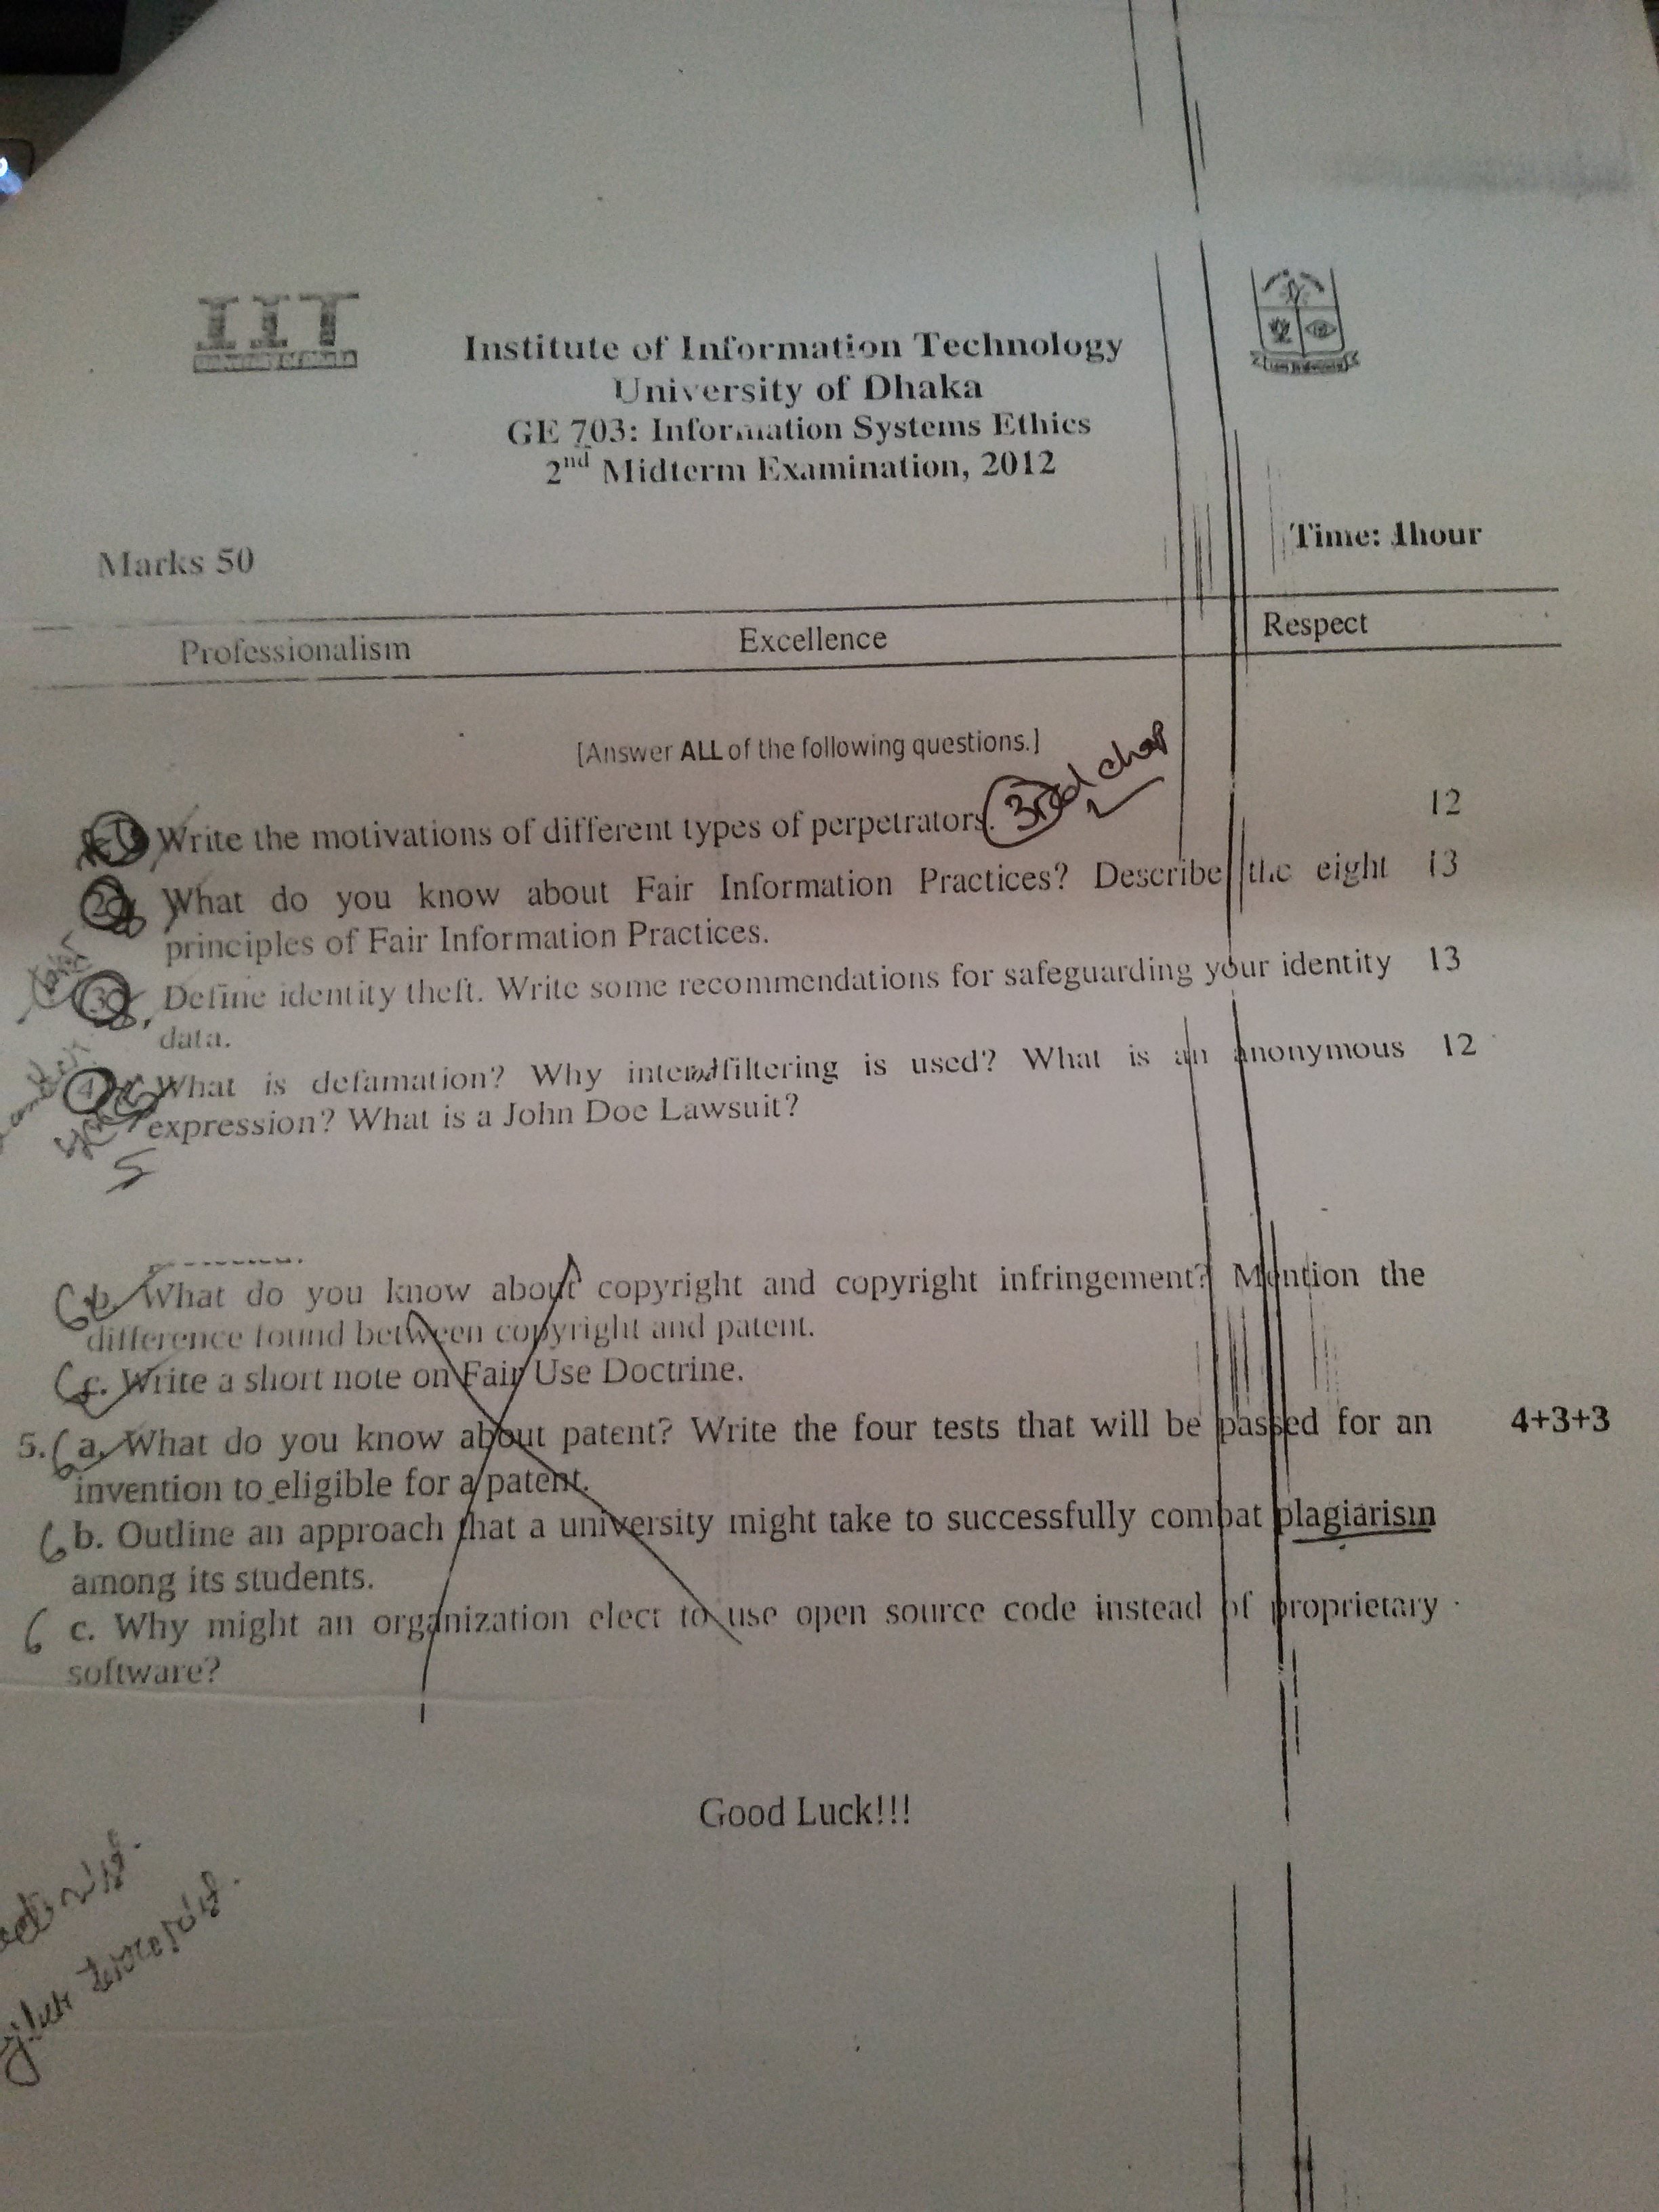 IIT
Institute of Information Technology
University of Dhaka
GE 703: Information Systems Ethics
2nd Midterm Examination, 2012
Marks 50
Time: 1hour
Professionalism Excellence Respect
[Answer ALL of the following questions.]
3rd chap
Write the motivations of different types of perpetrators. 12
2. What do you know about Fair Information Practices? Describe the eight 13
principles of Fair Information Practices.
3. Define identity theft. Write some recommendations for safeguarding your identity 13
data.
4. What is defamation? Why filtering is used? What is an anonymous 12
expression? What is a John Doe Lawsuit?
5
6 b. What do you know about copyright and copyright infringement? Mention the
difference found between copyright and patent.
6 c. Write a short note on Fair Use Doctrine.
5. 6 a. What do you know about patent? Write the four tests that will be passed for an 4+3+3
invention to eligible for a patent.
6 b. Outline an approach that a university might take to successfully combat plagiarism
among its students.
6 c. Why might an organization elect to use open source code instead of proprietary
software?
Good Luck!!!